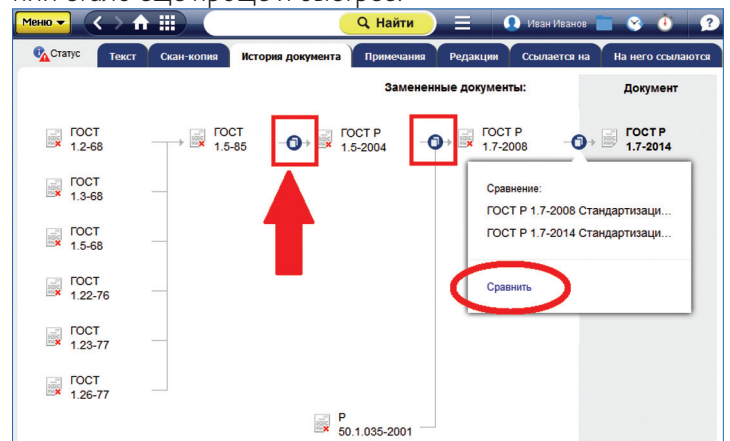 Меню
Найти
Иван Иванов
?
Статус
Текст
Скан-копия
История документа
Примечания
Редакции
Ссылается на
На него ссылаются
Замененные документы:
Документ
ГОСТ
1.2-68
ГОСТ
1.5-85
ГОСТ Р
1.5-2004
ГОСТ Р
1.7-2008
ГОСТ Р
1.7-2014
ГОСТ
1.3-68
ГОСТ
1.5-68
ГОСТ
1.22-76
ГОСТ
1.23-77
ГОСТ
1.26-77
Р
50.1.035-2001
Сравнение:
ГОСТ Р 1.7-2008 Стандартизаци...
ГОСТ Р 1.7-2014 Стандартизаци...
Сравнить